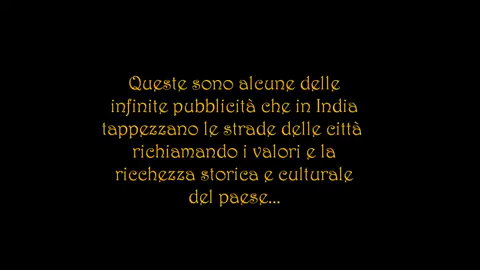 Queste sono alcune delle
infinite pubblicità che in India
tappezzano le strade delle città
richiamando i valori e la
ricchezza storica e culturale
del paese...